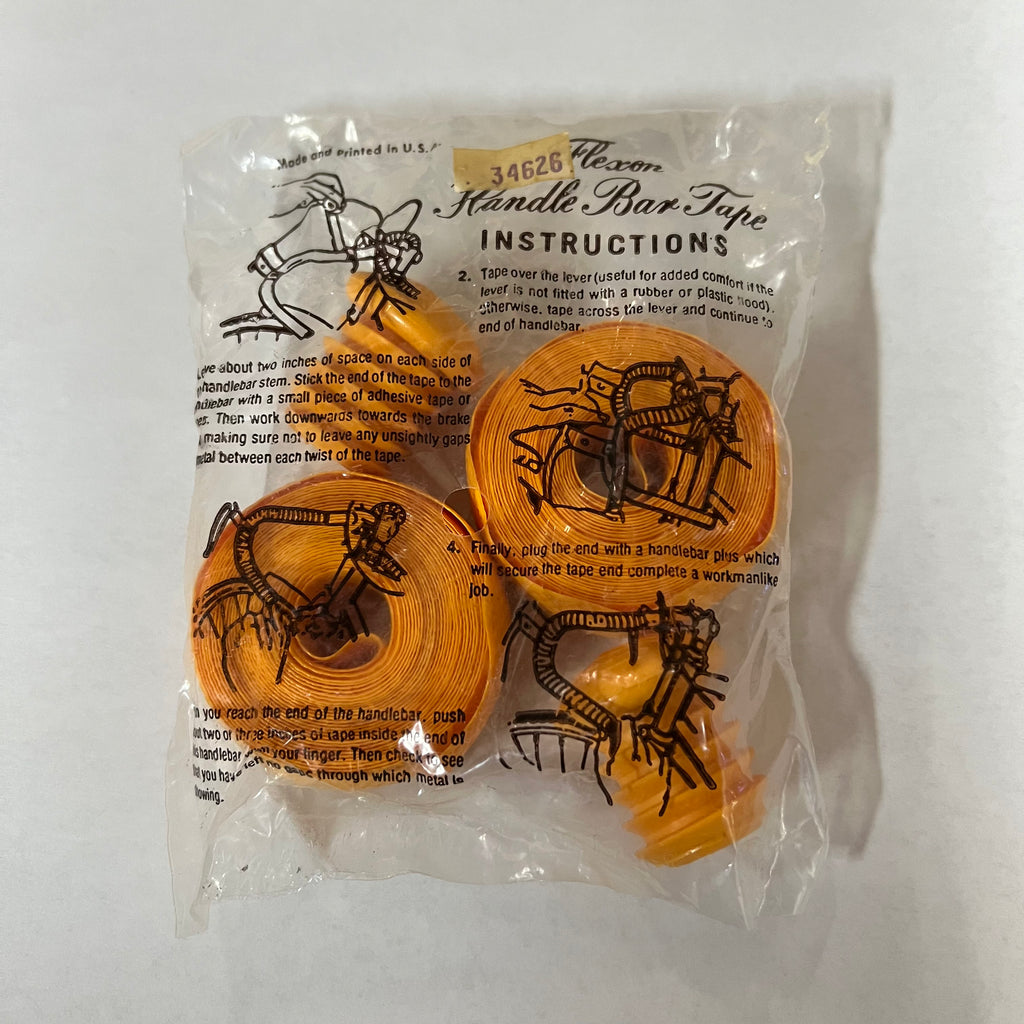 Made and Printed in U.S.A.
34626
Flexon
Handle Bar Tape
INSTRUCTIONS
2. Tape over the lever (useful for added comfort if the
lever is not fitted with a rubber or plastic hood).
otherwise, tape across the lever and continue to
end of handlebar.
about two inches of space on each side of
handlebar stem. Stick the end of the tape to the
with a small piece of adhesive tape or
Then work downwards towards the brake
making sure not to leave any unsightly gaps
between each twist of the tape.
4. Finally, plug the end with a handlebar plus which
will secure the tape end complete a workmanlike
job.
you reach the end of the handlebar, push
two or three inches of tape inside the end of
handlebar your finger. Then check to see
you have left no through which metal is